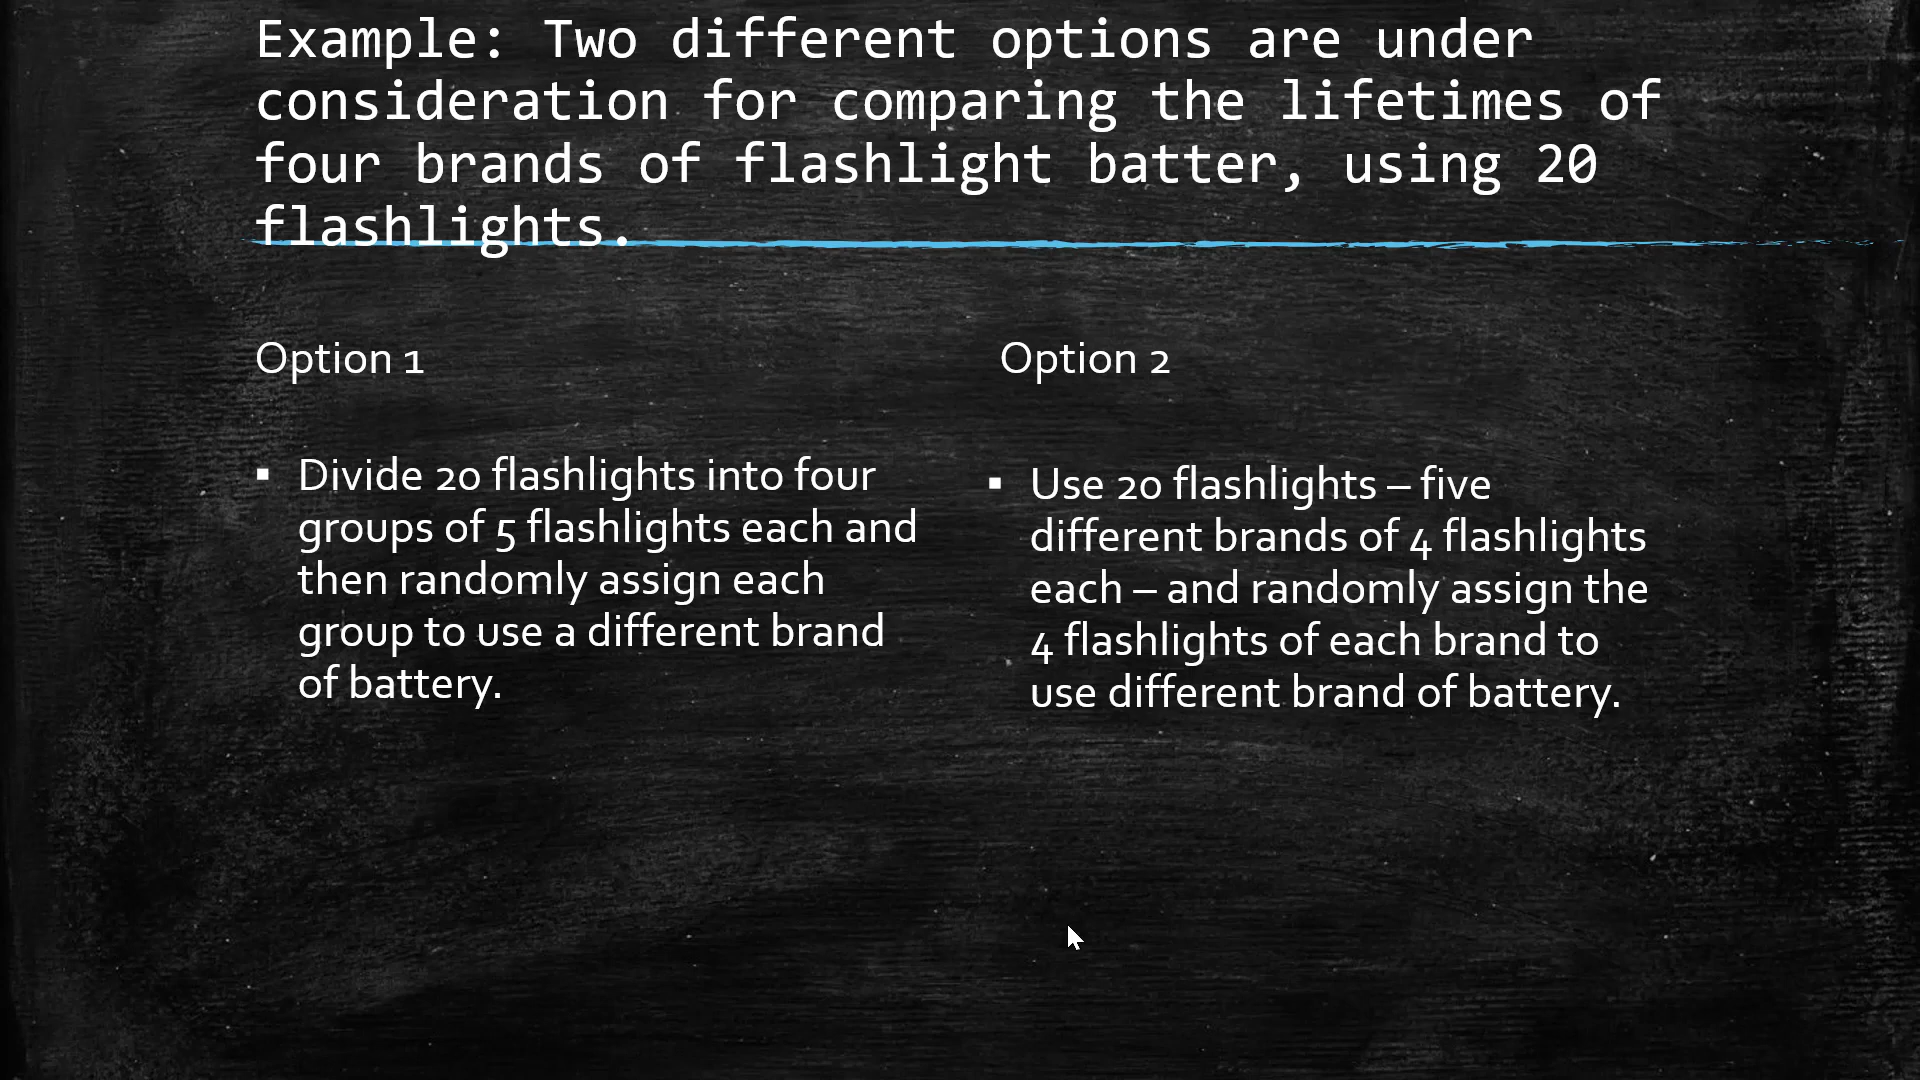 Example: Two different options are under
consideration for comparing the lifetimes of
four brands of flashlight batter, using 20
flashlights.
Option 1
▪ Divide 20 flashlights into four
groups of 5 flashlights each and
then randomly assign each
group to use a different brand
of battery.
Option 2
▪ Use 20 flashlights – five
different brands of 4 flashlights
each – and randomly assign the
4 flashlights of each brand to
use different brand of battery.